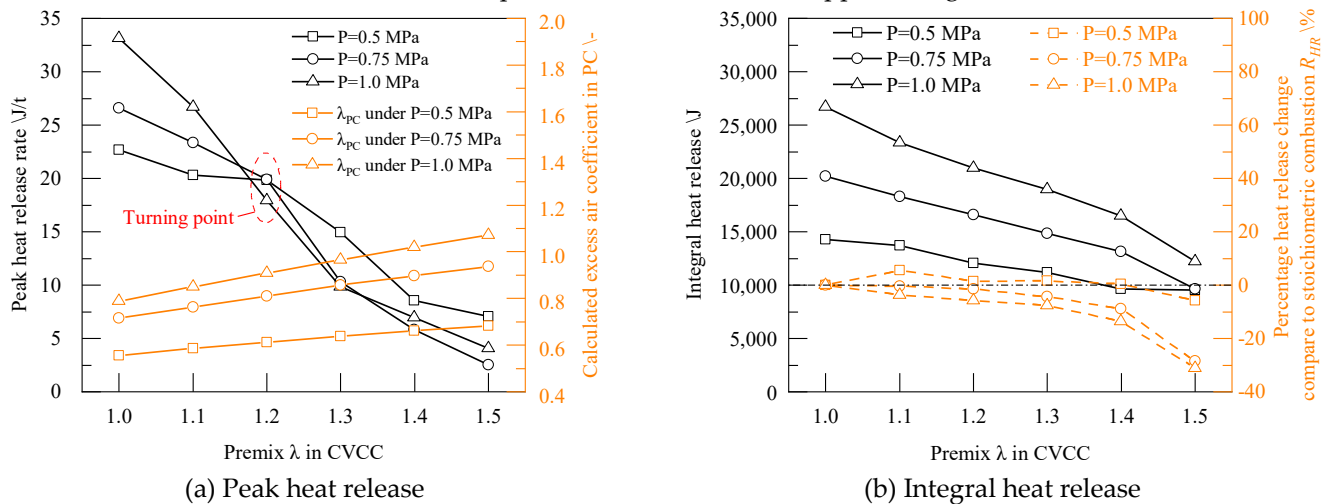 35
30
25
20
15
10
5
0
Peak heat release rate \J/t
1.0
1.1
1.2
1.3
1.4
1.5
Premix λ in CVCC
2.0
1.8
1.6
1.4
1.2
1.0
0.8
0.6
0.4
Calculated excess air coefficient in PC \-
P=0.5 MPa
P=0.75 MPa
P=1.0 MPa
λPC under P=0.5 MPa
λPC under P=0.75 MPa
λPC under P=1.0 MPa
Turning point
(a) Peak heat release
35,000
30,000
25,000
20,000
15,000
10,000
5,000
0
Integral heat release \J
1.0
1.1
1.2
1.3
1.4
1.5
Premix λ in CVCC
100
80
60
40
20
0
-20
-40
Percentage heat release change
compare to stoichiometric combustion RHR \%
P=0.5 MPa
P=0.75 MPa
P=1.0 MPa
P=0.5 MPa
P=0.75 MPa
P=1.0 MPa
(b) Integral heat release